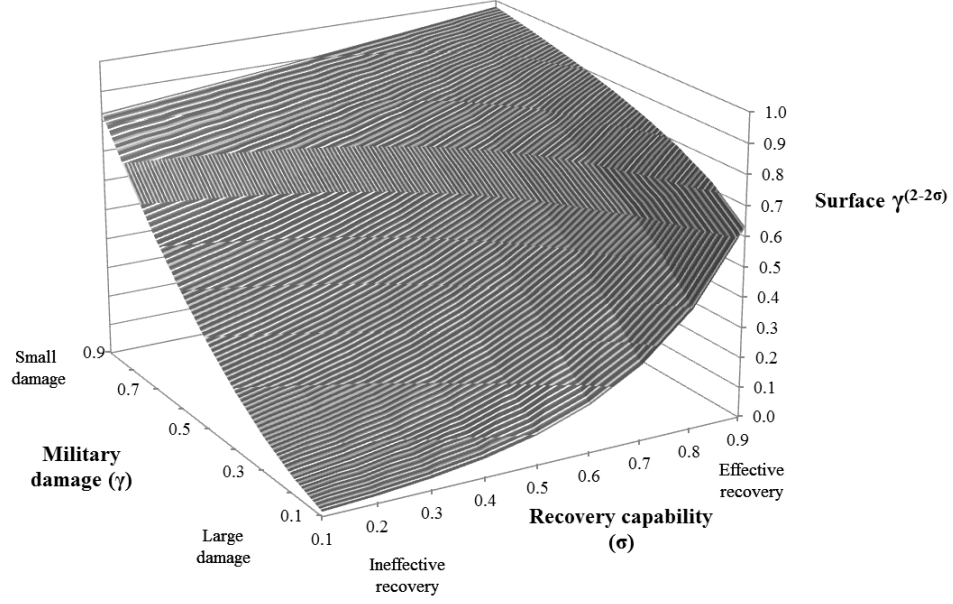 1.0
0.9
0.8
0.7
0.6
0.5
0.4
0.3
0.2
0.1
0.0
Surface γ(2-2σ)
Small
damage
0.9
0.7
0.5
0.3
0.1
Military
damage (γ)
Large
damage
0.1
0.2
0.3
0.4
0.5
0.6
0.7
0.8
0.9
Ineffective
recovery
Recovery capability
(σ)
Effective
recovery